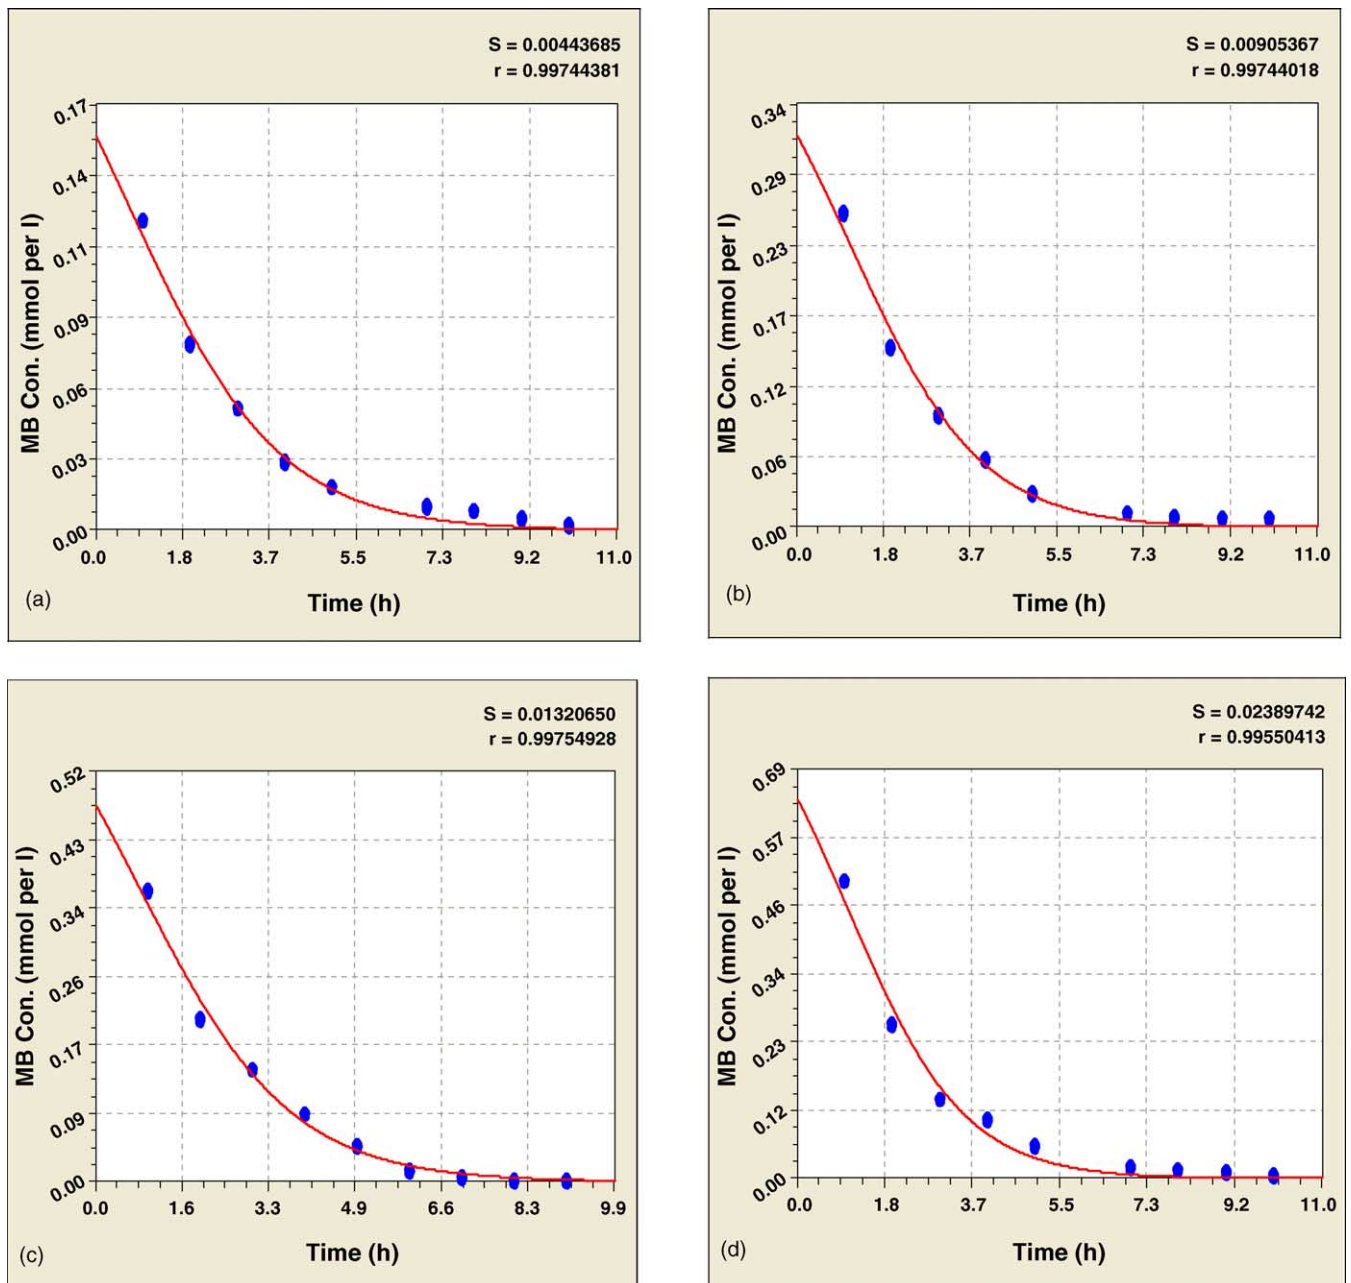 S = 0.00443685
r = 0.99744381
0.17
0.14
0.11
0.09
0.06
0.03
0.00
MB Con. (mmol per l)
0.0 1.8 3.7 5.5 7.3 9.2 11.0
Time (h)
(a)
S = 0.00905367
r = 0.99744018
0.34
0.29
0.23
0.17
0.12
0.06
0.00
MB Con. (mmol per l)
0.0 1.8 3.7 5.5 7.3 9.2 11.0
Time (h)
(b)
S = 0.01320650
r = 0.99754928
0.52
0.43
0.34
0.26
0.17
0.09
0.00
MB Con. (mmol per l)
0.0 1.6 3.3 4.9 6.6 8.3 9.9
Time (h)
(c)
S = 0.02389742
r = 0.99550413
0.69
0.57
0.46
0.34
0.23
0.12
0.00
MB Con. (mmol per l)
0.0 1.8 3.7 5.5 7.3 9.2 11.0
Time (h)
(d)